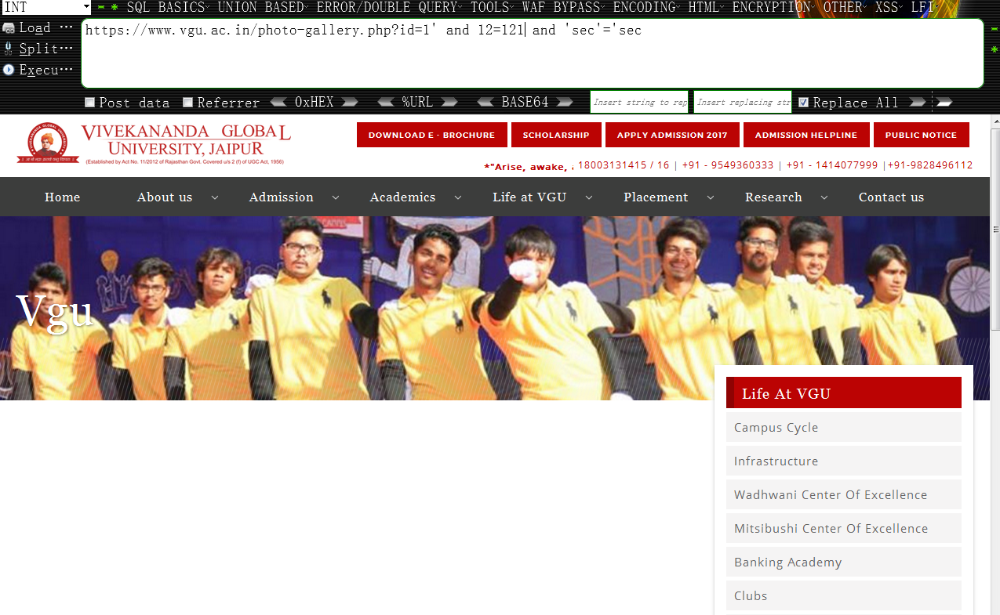 INT SQL BASICS UNION BASED ERROR/DOUBLE QUERY TOOLS WAF BYPASS ENCODING HTML ENCRYPTION OTHER XSS LFI
Load ...
https://www.vgu.ac.in/photo-gallery.php?id=1' and 12=121 and 'sec'='sec
Split...
Execu...
Post data Referrer 0xHEX %URL BASE64 Insert string to rep Insert replacing str Replace All
VIVEKANANDA GLOBAL
UNIVERSITY, JAIPUR
(Established by Act No. 11/2012 of Rajasthan Govt. Covered u/s 2 (f) of UGC Act, 1956)
DOWNLOAD E - BROCHURE SCHOLARSHIP APPLY ADMISSION 2017 ADMISSION HELPLINE PUBLIC NOTICE
*"Arise, awake, 18003131415 / 16 | +91 - 9549360333 | +91 - 1414077999 |+91-9828496112
Home About us Admission Academics Life at VGU Placement Research Contact us
Vgu
Life At VGU
Campus Cycle
Infrastructure
Wadhwani Center Of Excellence
Mitsibushi Center Of Excellence
Banking Academy
Clubs